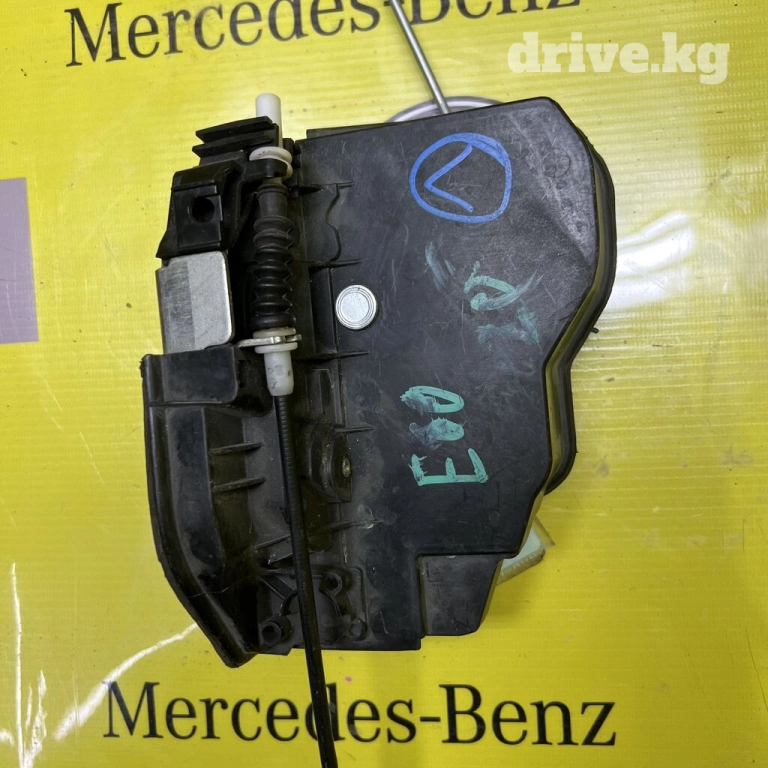 Mercedes-Benz
drive.kg
Л
E60
Mercedes-Benz